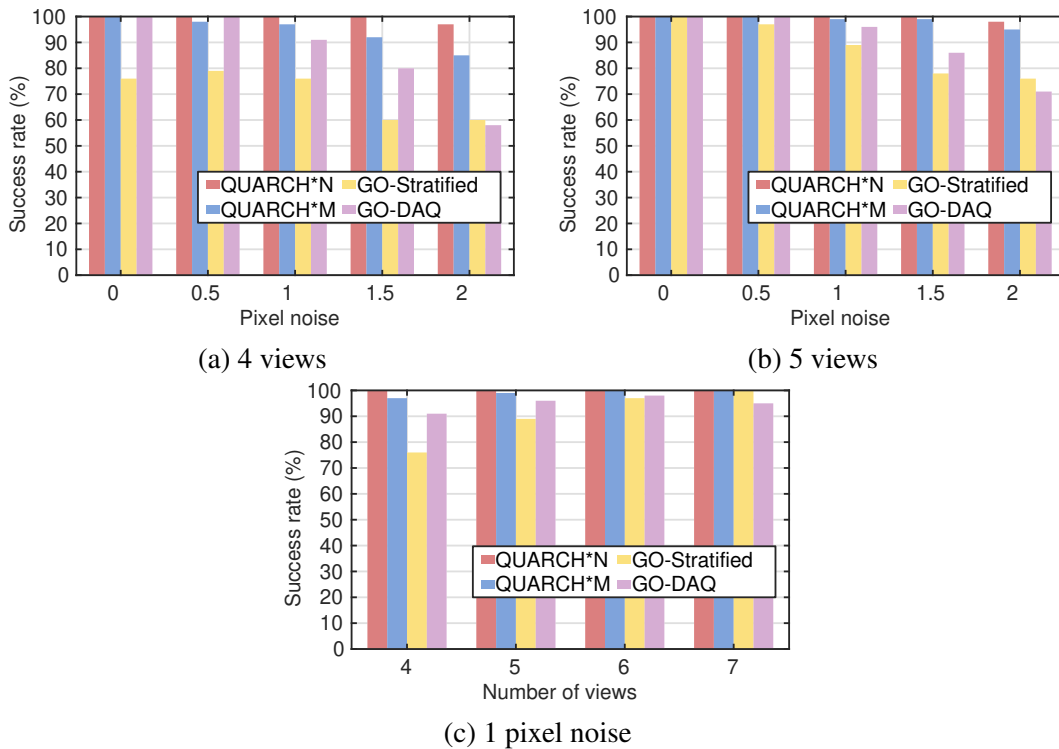 100
90
80
70
60
50
40
30
20
10
0
Success rate (%)
QUARCH*N GO-Stratified
QUARCH*M GO-DAQ
0 0.5 1 1.5 2
Pixel noise
(a) 4 views
100
90
80
70
60
50
40
30
20
10
0
Success rate (%)
QUARCH*N GO-Stratified
QUARCH*M GO-DAQ
0 0.5 1 1.5 2
Pixel noise
(b) 5 views
100
90
80
70
60
50
40
30
20
10
0
Success rate (%)
QUARCH*N GO-Stratified
QUARCH*M GO-DAQ
4 5 6 7
Number of views
(c) 1 pixel noise